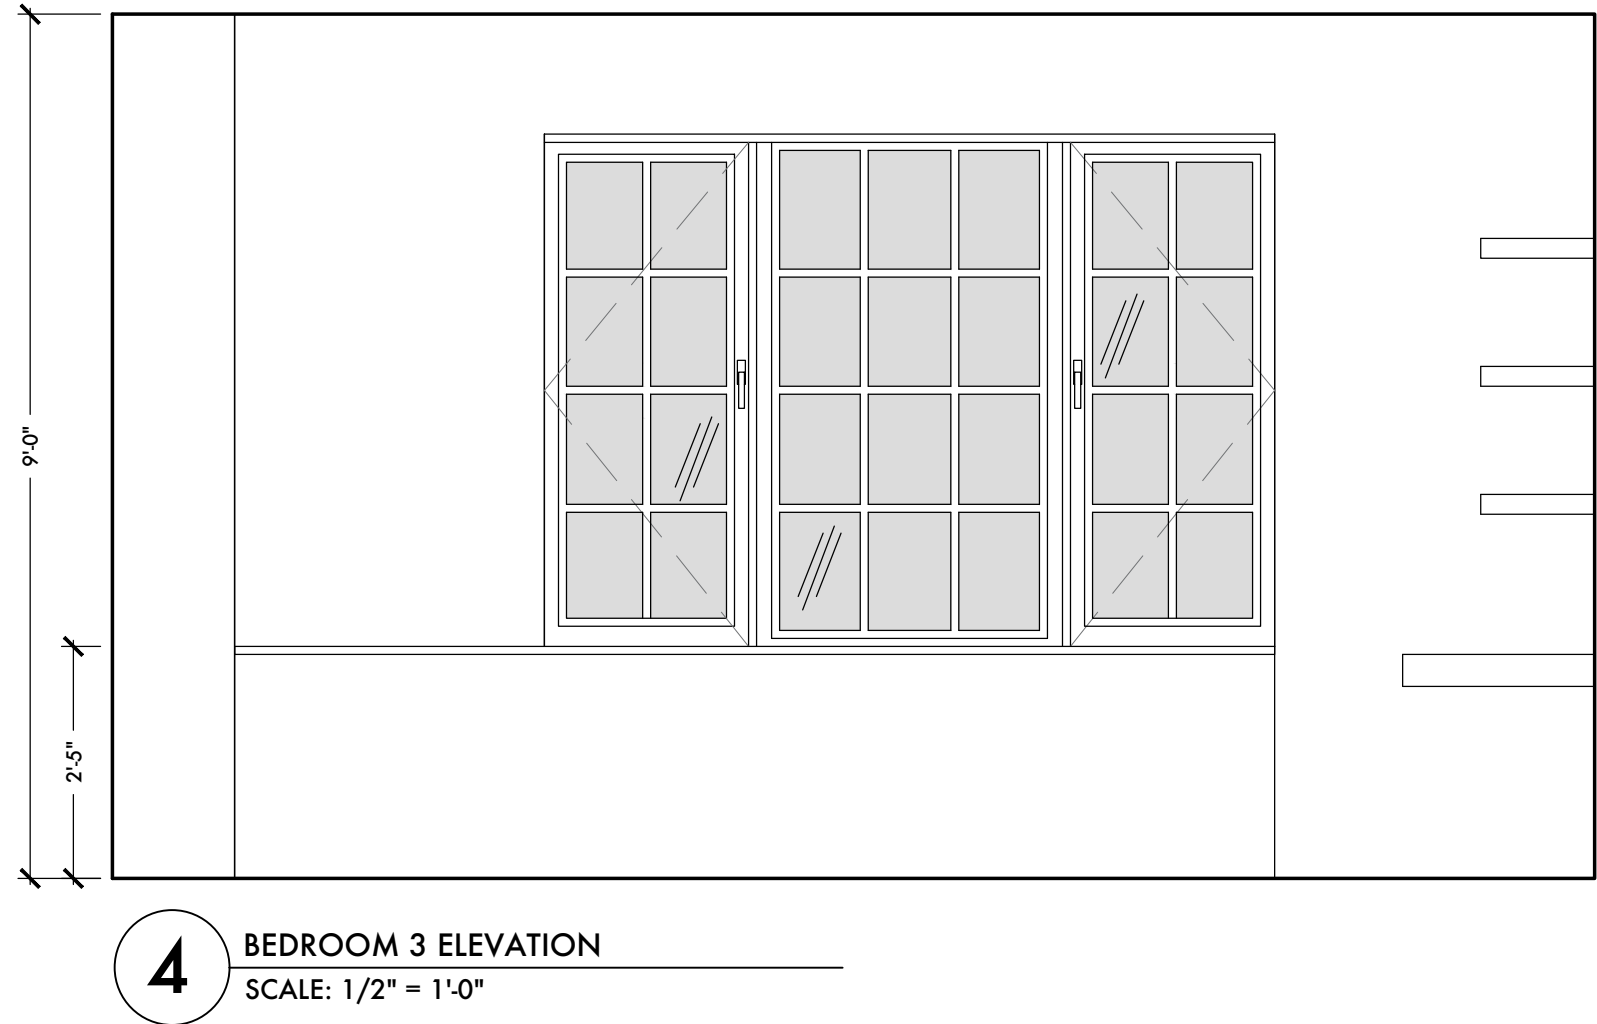 9'-0"
2'-5"
4
BEDROOM 3 ELEVATION
SCALE: 1/2" = 1'-0"